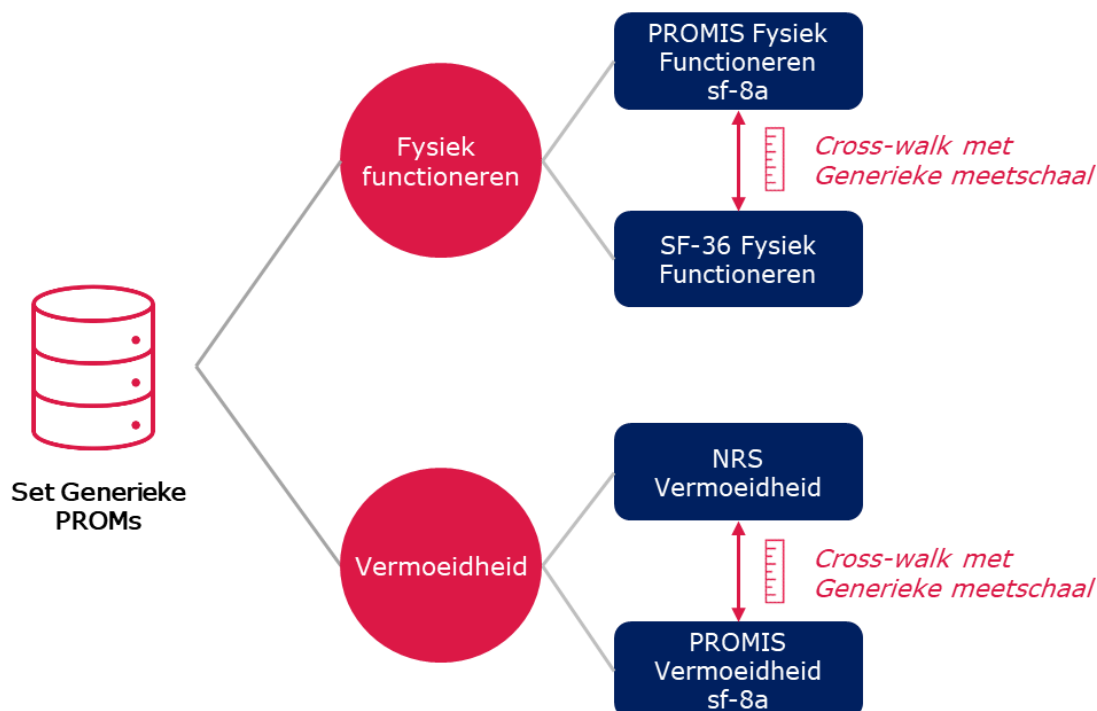 PROMIS Fysiek
Functioneren
sf-8a
Fysiek
functioneren
Cross-walk met
Generieke meetschaal
SF-36 Fysiek
Functioneren
Set Generieke
PROMs
NRS
Vermoeidheid
Vermoeidheid
Cross-walk met
Generieke meetschaal
PROMIS
Vermoeidheid
sf-8a